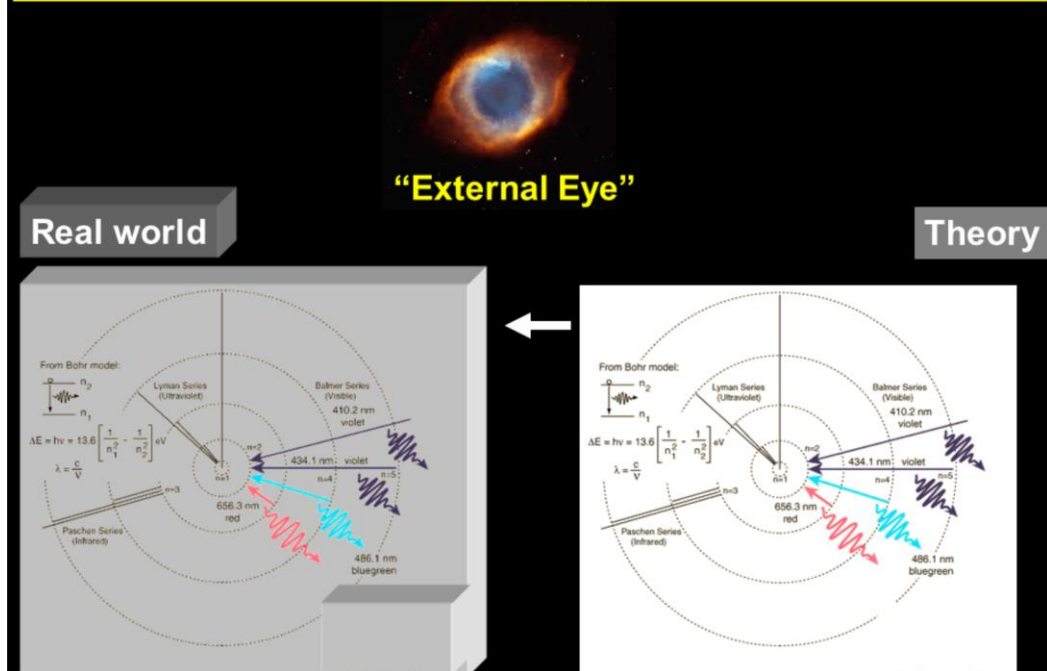 “External Eye”
Real world
Theory
From Bohr model:
n2
n1
Lyman Series
(Ultraviolet)
Balmer Series
(Visible)
410.2 nm
violet
ΔE = hν = 13.6 [ 1/n1² - 1/n2² ] eV
λ = c/ν
n=2
434.1 nm violet
n=1
n=4
n=5
n=3
656.3 nm
red
Paschen Series
(Infrared)
486.1 nm
bluegreen
From Bohr model:
n2
n1
Lyman Series
(Ultraviolet)
Balmer Series
(Visible)
410.2 nm
violet
ΔE = hν = 13.6 [ 1/n1² - 1/n2² ] eV
λ = c/ν
n=2
434.1 nm violet
n=1
n=4
n=5
n=3
656.3 nm
red
Paschen Series
(Infrared)
486.1 nm
bluegreen